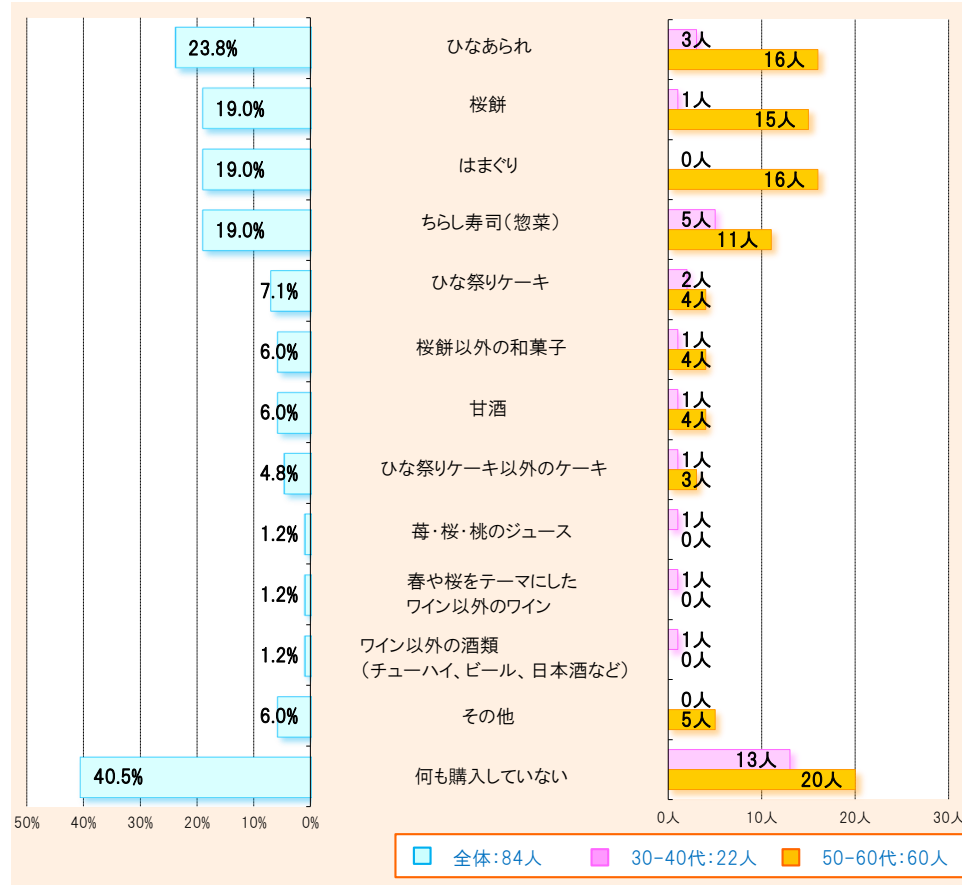 23.8% ひなあられ 3人
16人
19.0% 桜餅 1人
15人
19.0% はまぐり 0人
16人
19.0% ちらし寿司(惣菜) 5人
11人
7.1% ひな祭りケーキ 2人
4人
6.0% 桜餅以外の和菓子 1人
4人
6.0% 甘酒 1人
4人
4.8% ひな祭りケーキ以外のケーキ 1人
3人
1.2% 苺・桜・桃のジュース 1人
0人
1.2% 春や桜をテーマにした 1人
ワイン以外のワイン 0人
1.2% ワイン以外の酒類 1人
(チューハイ、ビール、日本酒など) 0人
6.0% その他 0人
5人
40.5% 何も購入していない 13人
20人
50% 40% 30% 20% 10% 0% 0人 10人 20人 30人
全体:84人 30-40代:22人 50-60代:60人